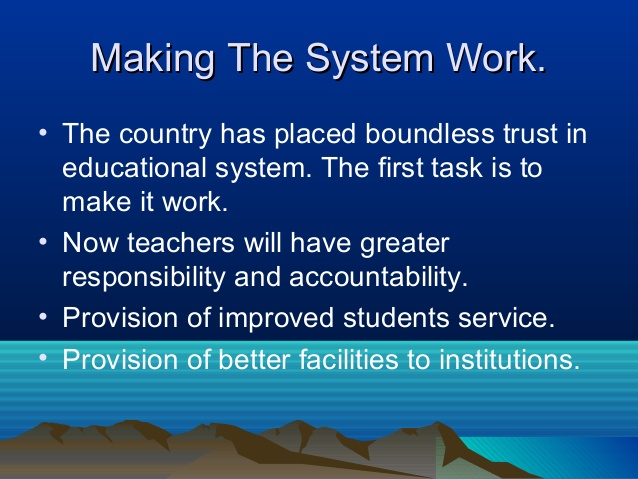 Making The System Work.
• The country has placed boundless trust in
educational system. The first task is to
make it work.
• Now teachers will have greater
responsibility and accountability.
• Provision of improved students service.
• Provision of better facilities to institutions.